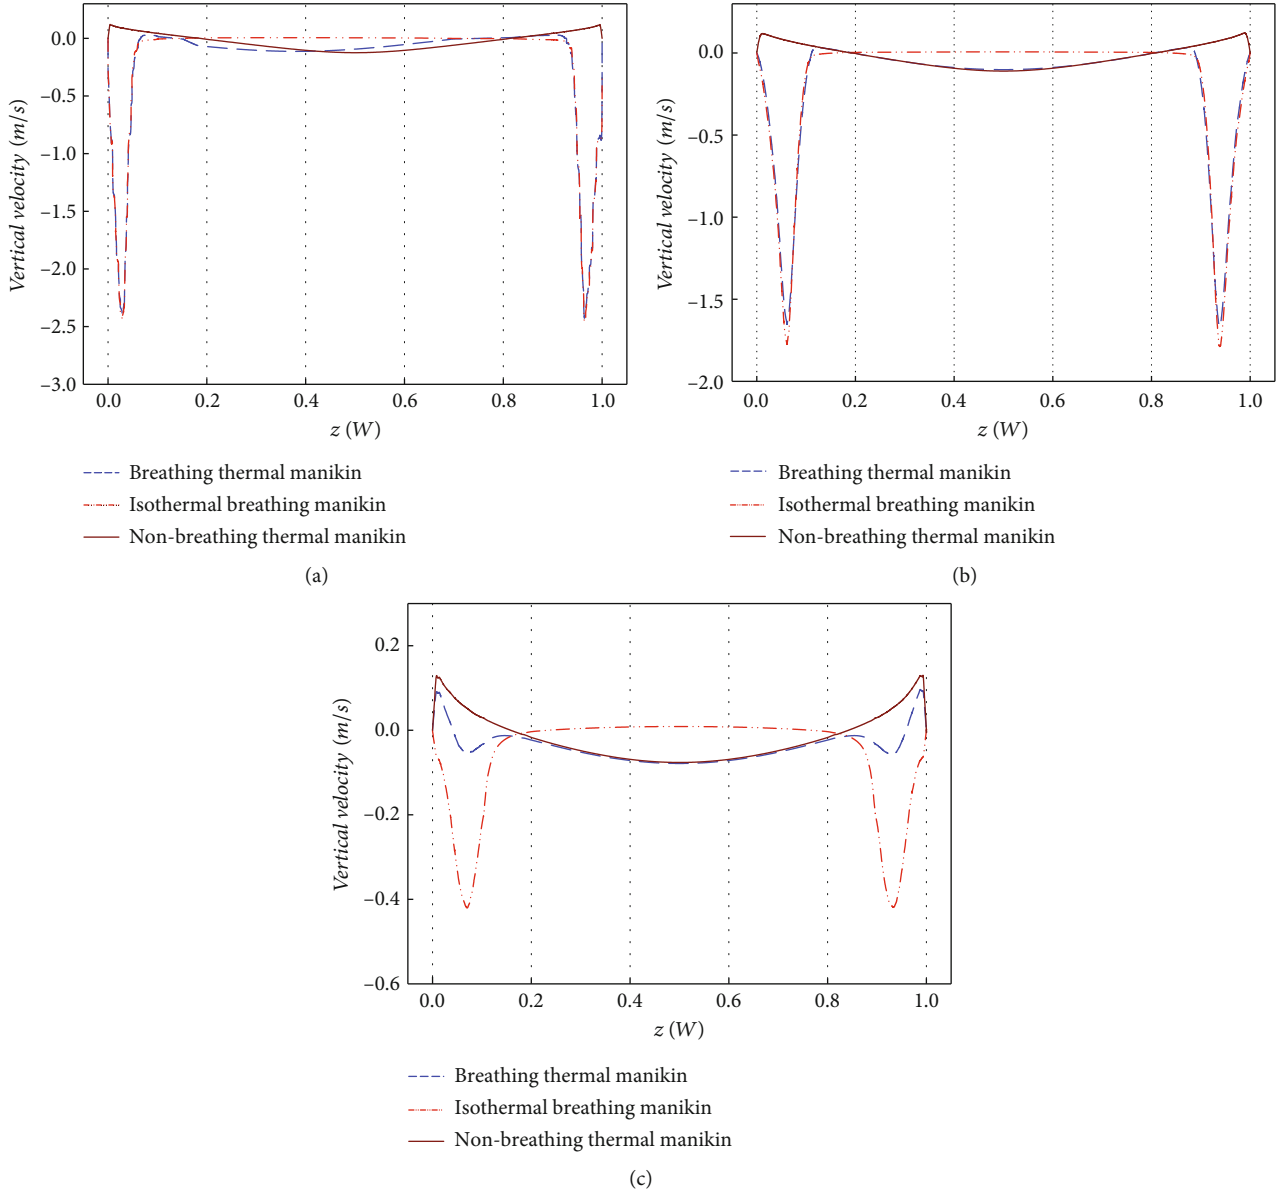 0.0
−0.5
−1.0
−1.5
−2.0
−2.5
−3.0
Vertical velocity (m/s)
0.0 0.2 0.4 0.6 0.8 1.0
z (W)
Breathing thermal manikin
Isothermal breathing manikin
Non-breathing thermal manikin
(a)
0.0
−0.5
−1.0
−1.5
−2.0
Vertical velocity (m/s)
0.0 0.2 0.4 0.6 0.8 1.0
z (W)
Breathing thermal manikin
Isothermal breathing manikin
Non-breathing thermal manikin
(b)
0.2
0.0
−0.2
−0.4
−0.6
Vertical velocity (m/s)
0.0 0.2 0.4 0.6 0.8 1.0
z (W)
Breathing thermal manikin
Isothermal breathing manikin
Non-breathing thermal manikin
(c)